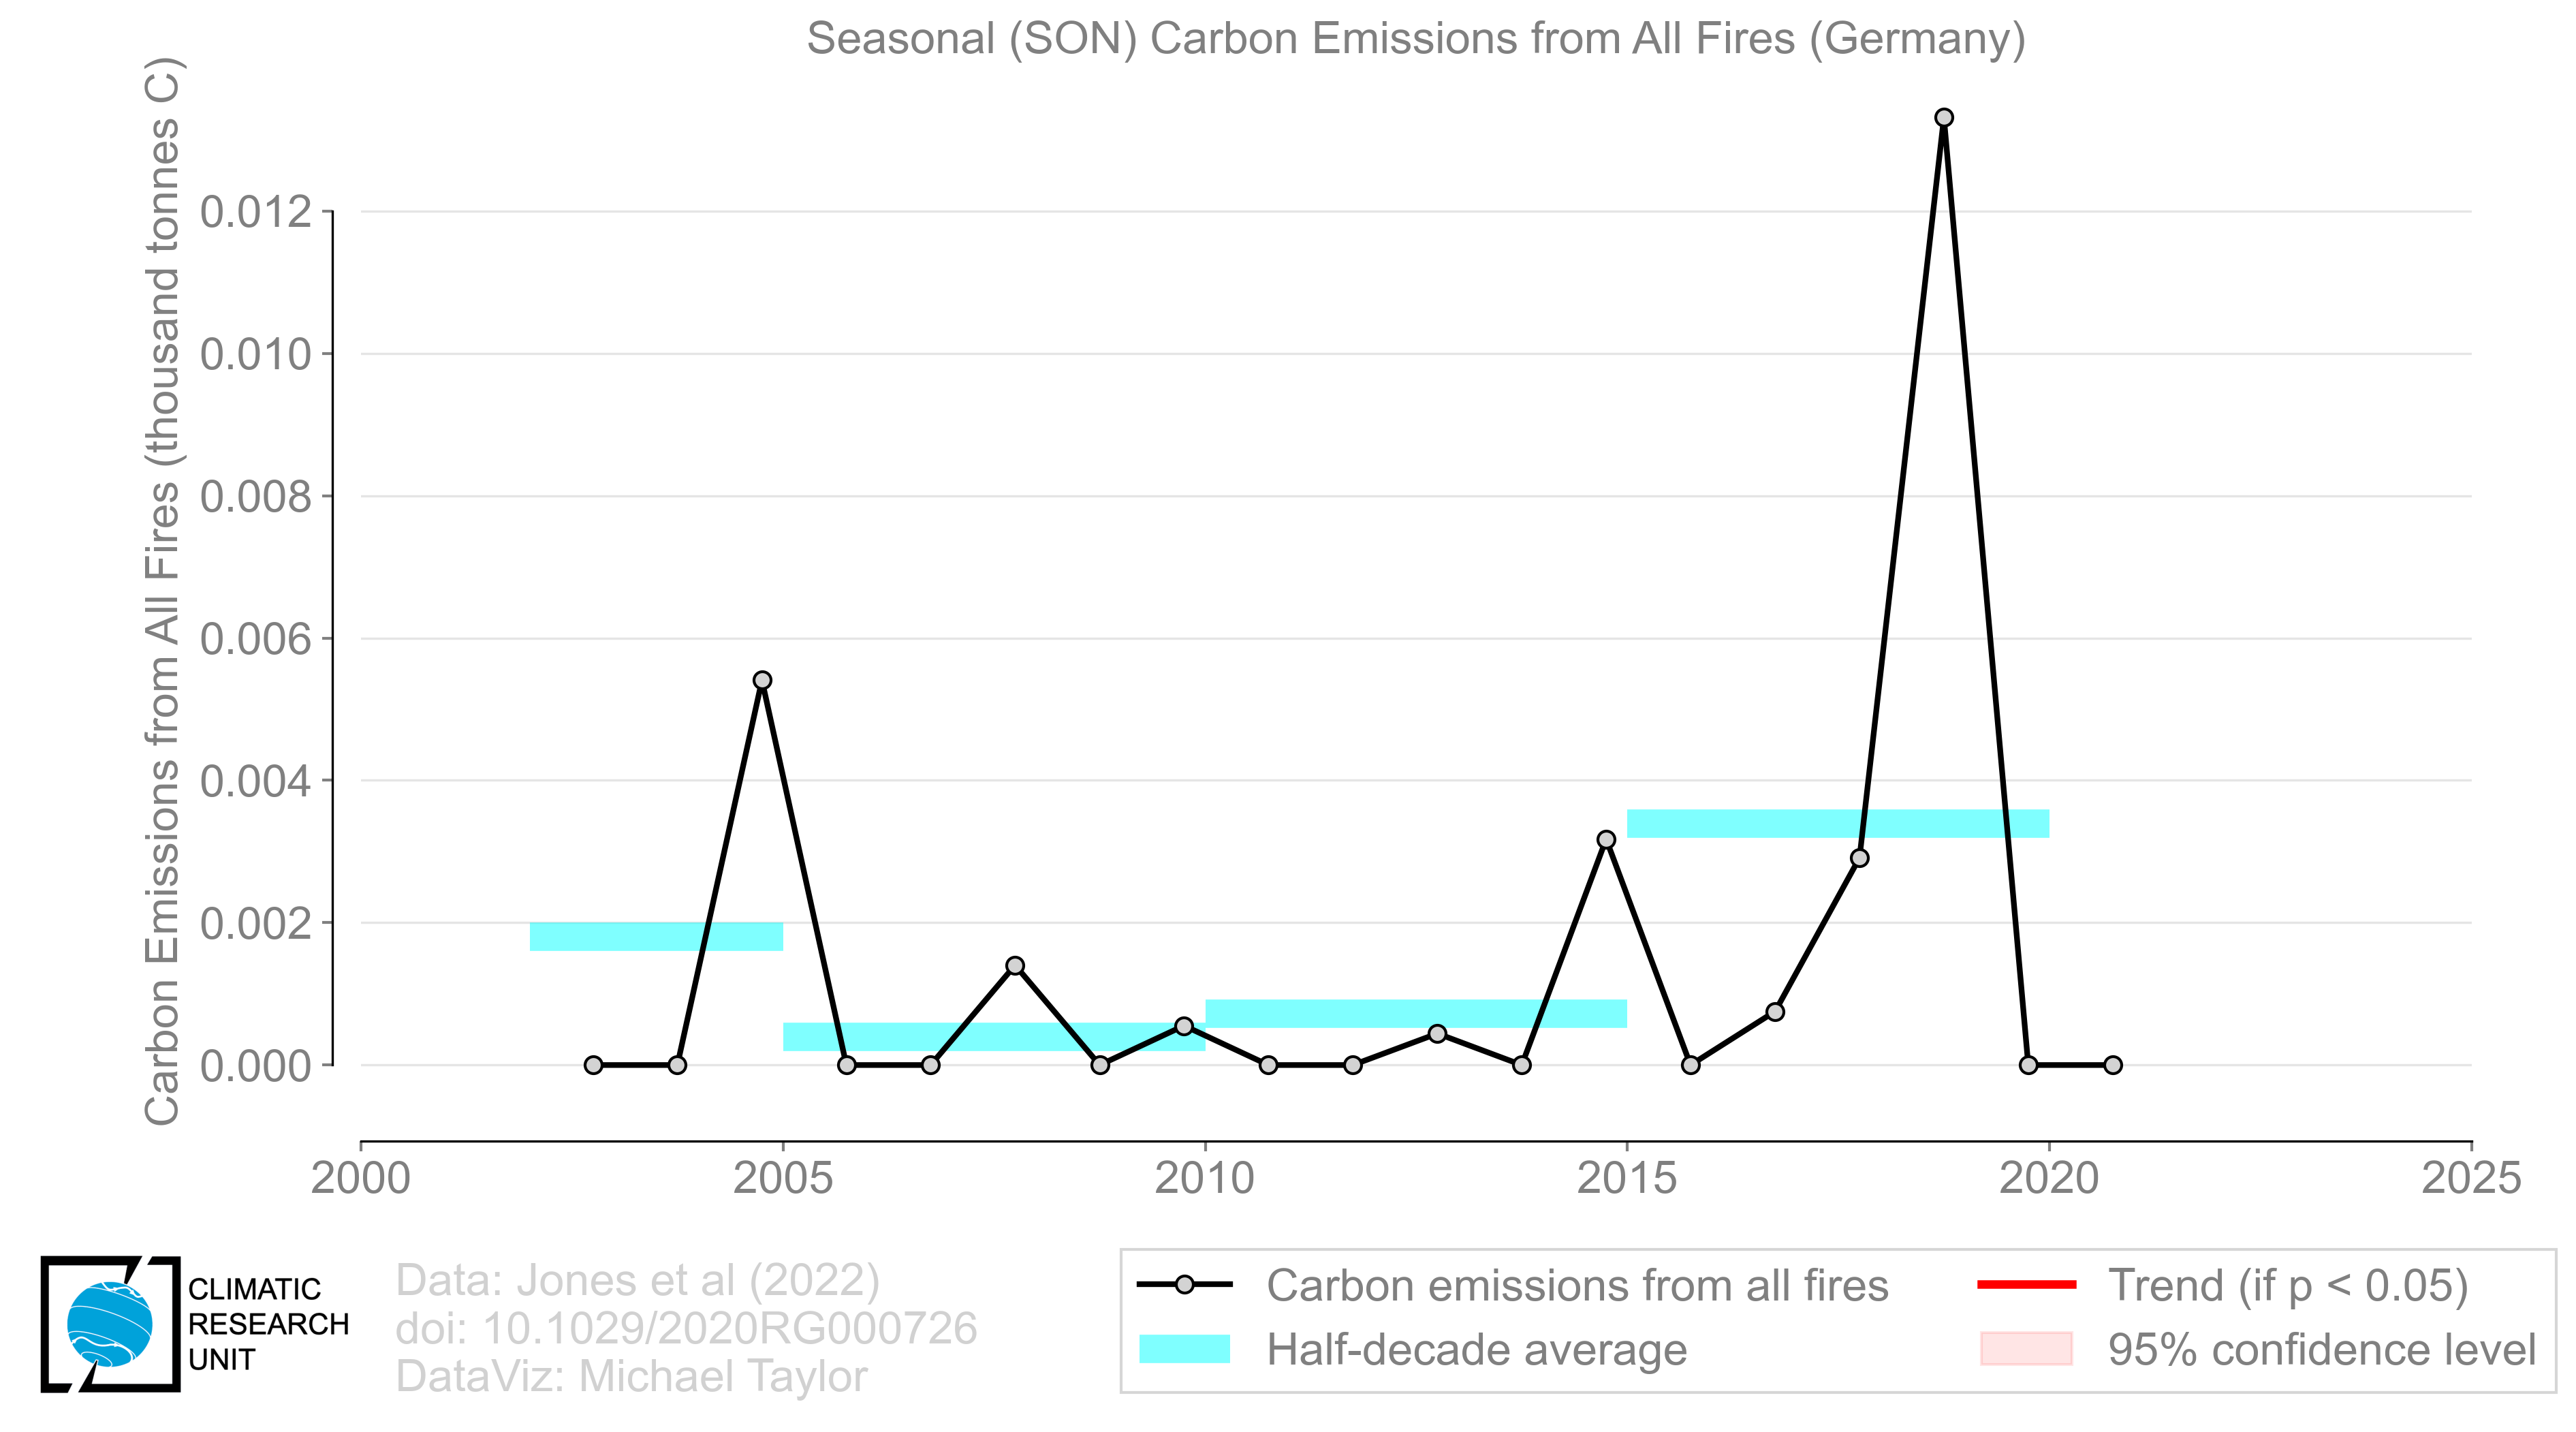 Seasonal (SON) Carbon Emissions from All Fires (Germany)
Carbon Emissions from All Fires (thousand tonnes C)
0.012
0.010
0.008
0.006
0.004
0.002
0.000
2000 2005 2010 2015 2020 2025
CLIMATIC
RESEARCH
UNIT
Data: Jones et al (2022)
doi: 10.1029/2020RG000726
DataViz: Michael Taylor
Carbon emissions from all fires
Half-decade average
Trend (if p < 0.05)
95% confidence level